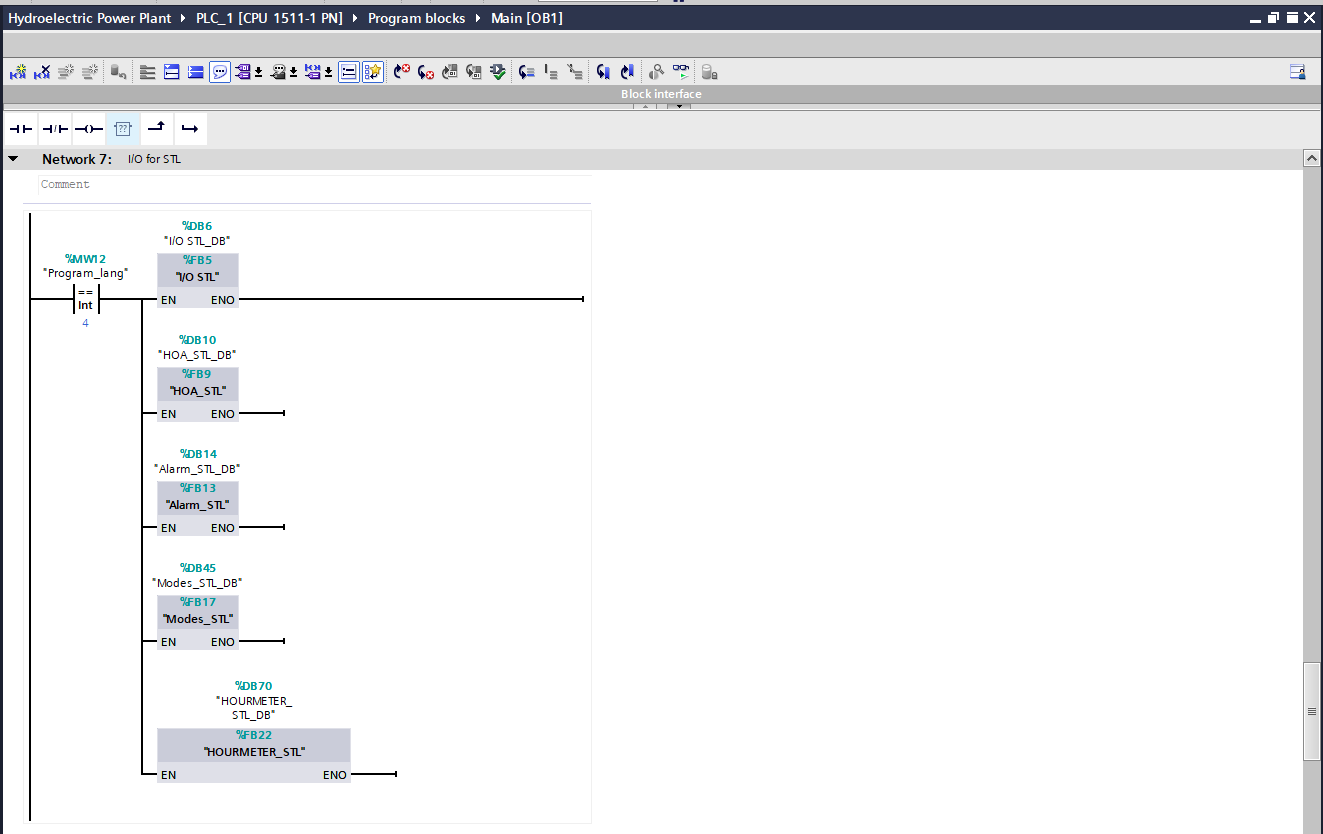 Hydroelectric Power Plant ▸ PLC_1 [CPU 1511-1 PN] ▸ Program blocks ▸ Main [OB1]
Block interface
??
Network 7: I/O for STL
Comment
%DB6
"I/O STL_DB"
%MW12
"Program_lang"
==
Int
4
%FB5
"I/O STL"
EN ENO
%DB10
"HOA_STL_DB"
%FB9
"HOA_STL"
EN ENO
%DB14
"Alarm_STL_DB"
%FB13
"Alarm_STL"
EN ENO
%DB45
"Modes_STL_DB"
%FB17
"Modes_STL"
EN ENO
%DB70
"HOURMETER_
STL_DB"
%FB22
"HOURMETER_STL"
EN ENO